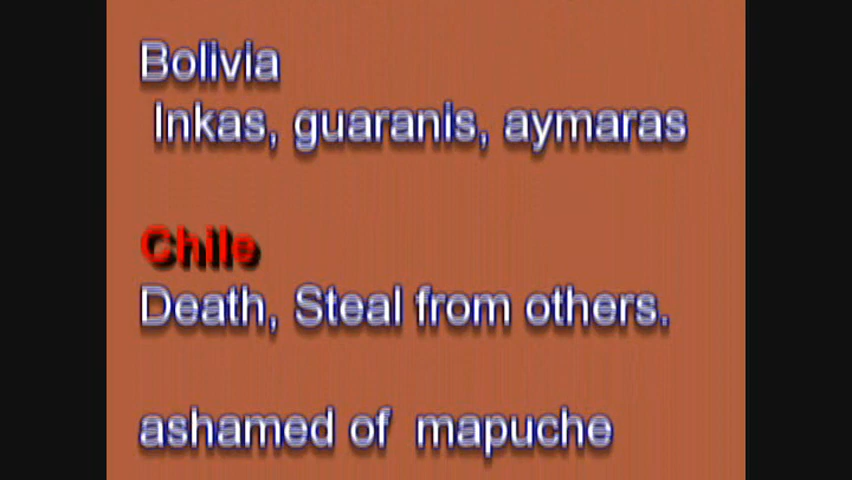 Bolivia
Inkas, guaranis, aymaras
Chile
Death, Steal from others.
ashamed of mapuche